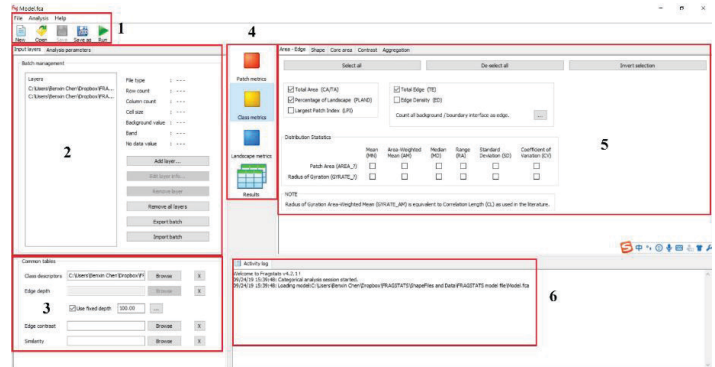 Model.fca
File Analysis Help
New Open Save Save as Run
1
Input layers Analysis parameters
Batch management
Layers
C:\Users\Benxin Chen\Dropbox\FRA...
C:\Users\Benxin Chen\Dropbox\FRA...
File type : ---
Row count : ---
Column count : ---
Cell size : ---
Background value : ---
Band : ---
No data value : ---
2
Add layer...
Edit layer info...
Remove layer
Remove all layers
Export batch
Import batch
Common tables
Class descriptors C:\Users\Benxin Chen\Dropbox\F Browse X
Edge depth Browse X
3
Use fixed depth 100.00 ...
Edge contrast Browse X
Similarity Browse X
4
Patch metrics
Class metrics
Landscape metrics
Results
Area - Edge Shape Core area Contrast Aggregation
Select all De-select all Invert selection
Total Area (CA/TA)
Percentage of Landscape (PLAND)
Largest Patch Index (LPI)
Total Edge (TE)
Edge Density (ED)
Count all background / boundary interface as edge. ...
5
Distribution Statistics
Mean (MN) Area-Weighted Mean (AM) Median (MD) Range (RA) Standard Deviation (SD) Coefficient of Variation (CV)
Patch Area (AREA_?)
Radius of Gyration (GYRATE_?)
NOTE
Radius of Gyration Area-Weighted Mean (GYRATE_AM) is equivalent to Correlation Length (CL) as used in the literature.
S 中
Activity log
Welcome to Fragstats v4.2.1!
09/24/19 15:39:48: Categorical analysis session started.
09/24/19 15:39:48: Loading model:C:\Users\Benxin Chen\Dropbox\FRAGSTATS\ShapeFiles and Data\FRAGSTATS model file\Model.fca
6